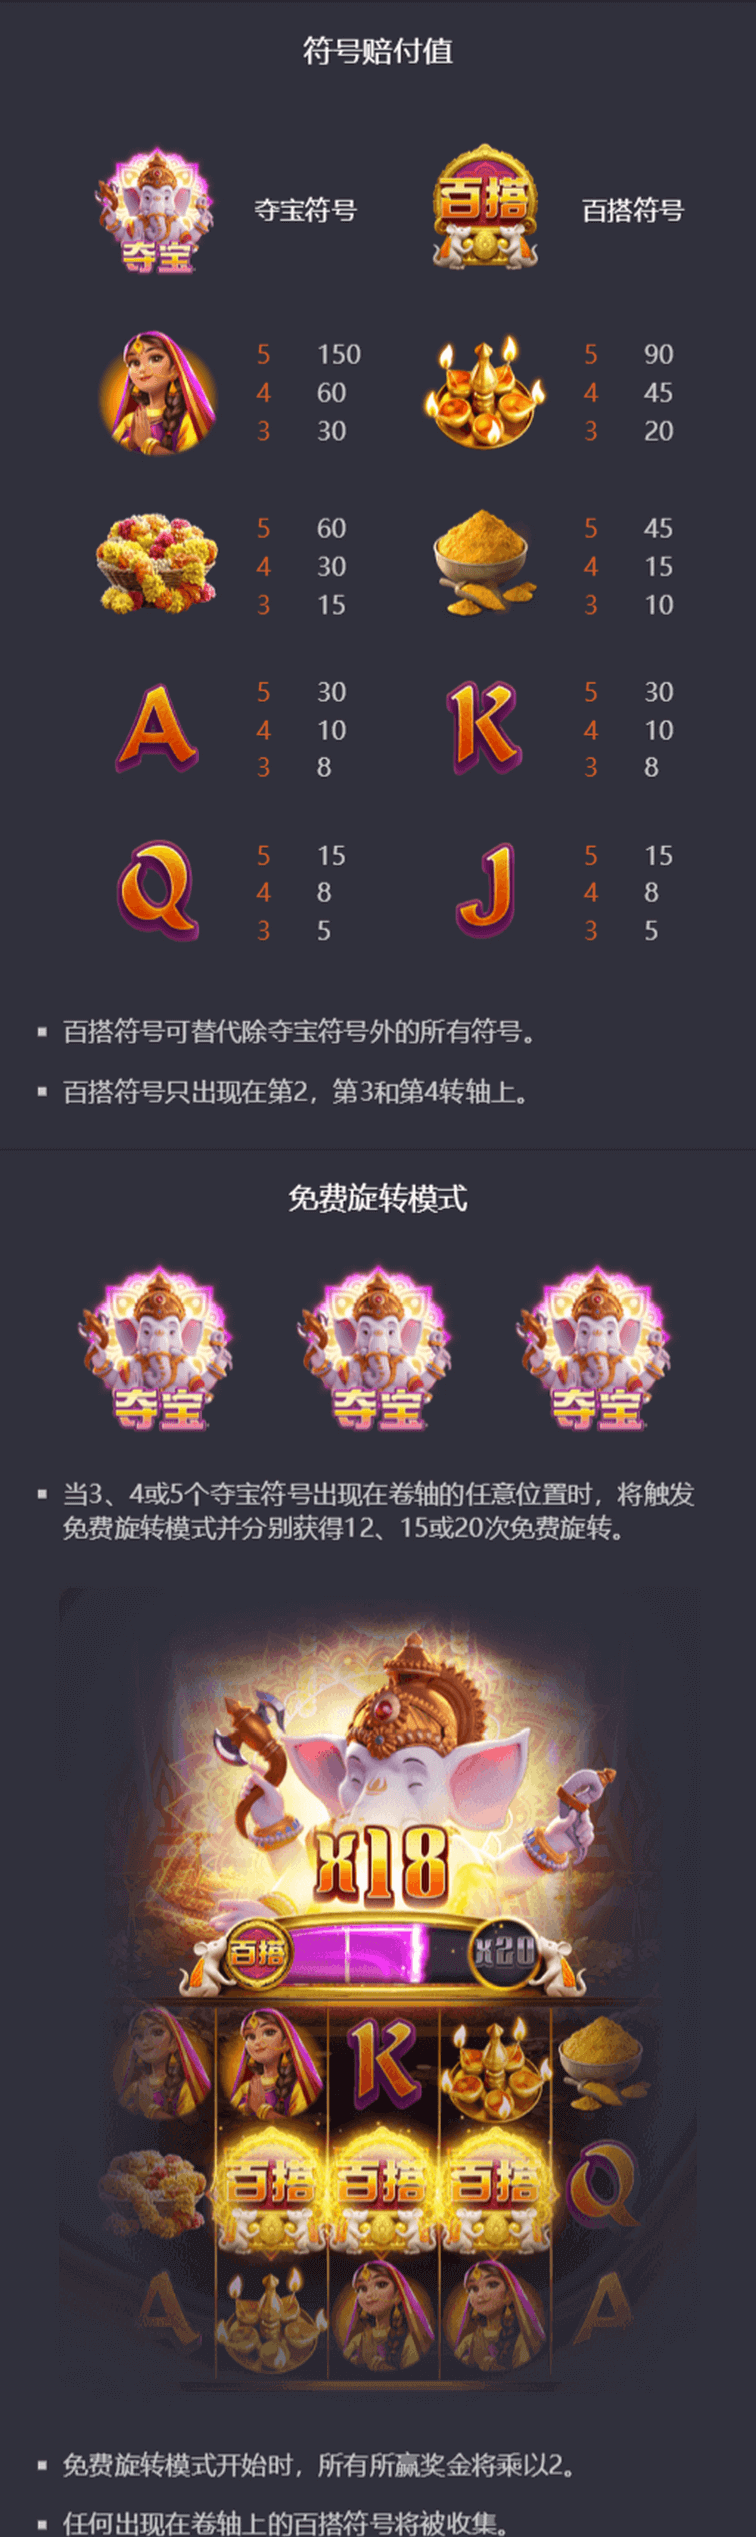 符号赔付值
夺宝
夺宝符号
百搭
百搭符号
5 150
4 60
3 30
5 90
4 45
3 20
5 60
4 30
3 15
5 45
4 15
3 10
A
5 30
4 10
3 8
K
5 30
4 10
3 8
Q
5 15
4 8
3 5
J
5 15
4 8
3 5
百搭符号可替代除夺宝符号外的所有符号。
百搭符号只出现在第2，第3和第4转轴上。
免费旋转模式
夺宝 夺宝 夺宝
当3、4或5个夺宝符号出现在卷轴的任意位置时，将触发
免费旋转模式并分别获得12、15或20次免费旋转。
x18
百搭 x20
K
百搭 百搭 百搭 Q
A A
免费旋转模式开始时，所有所赢奖金将乘以2。
任何出现在卷轴上的百搭符号将被收集。